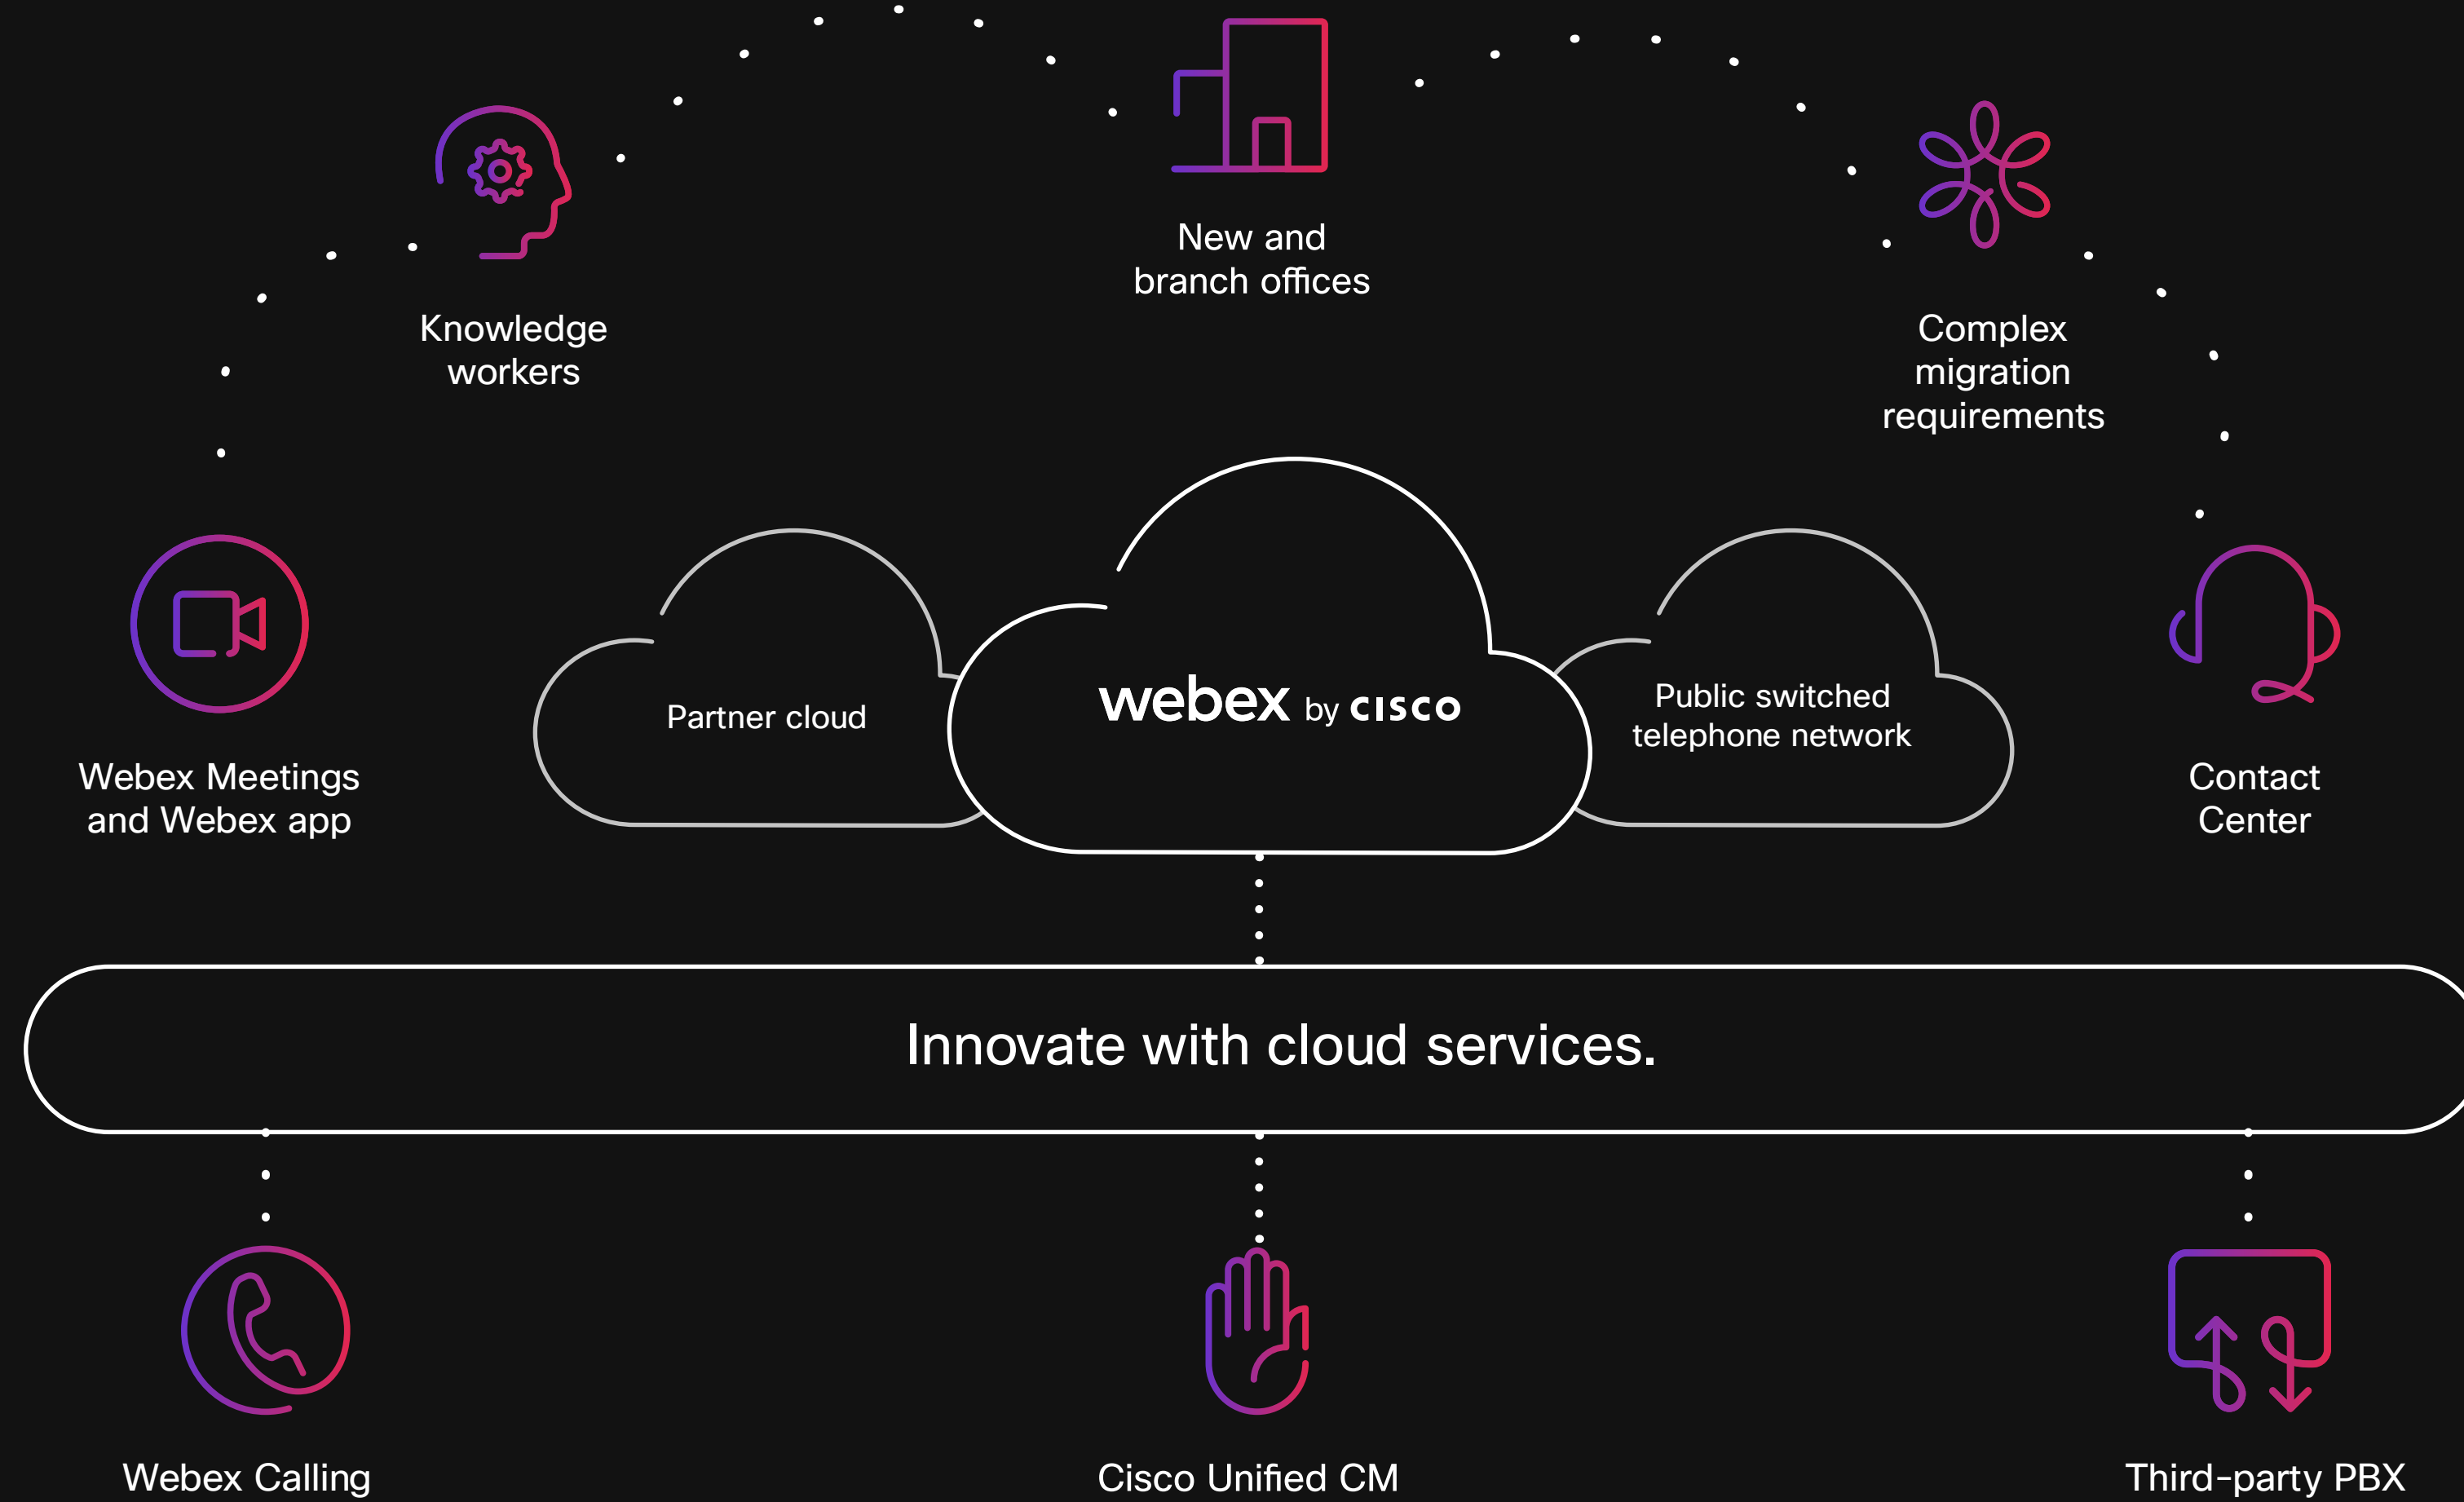 New and
branch offices
Knowledge
workers
Complex
migration
requirements
Partner cloud
webex by CISCO
Public switched
telephone network
Webex Meetings
and Webex app
Contact
Center
Innovate with cloud services.
Webex Calling
Cisco Unified CM
Third-party PBX